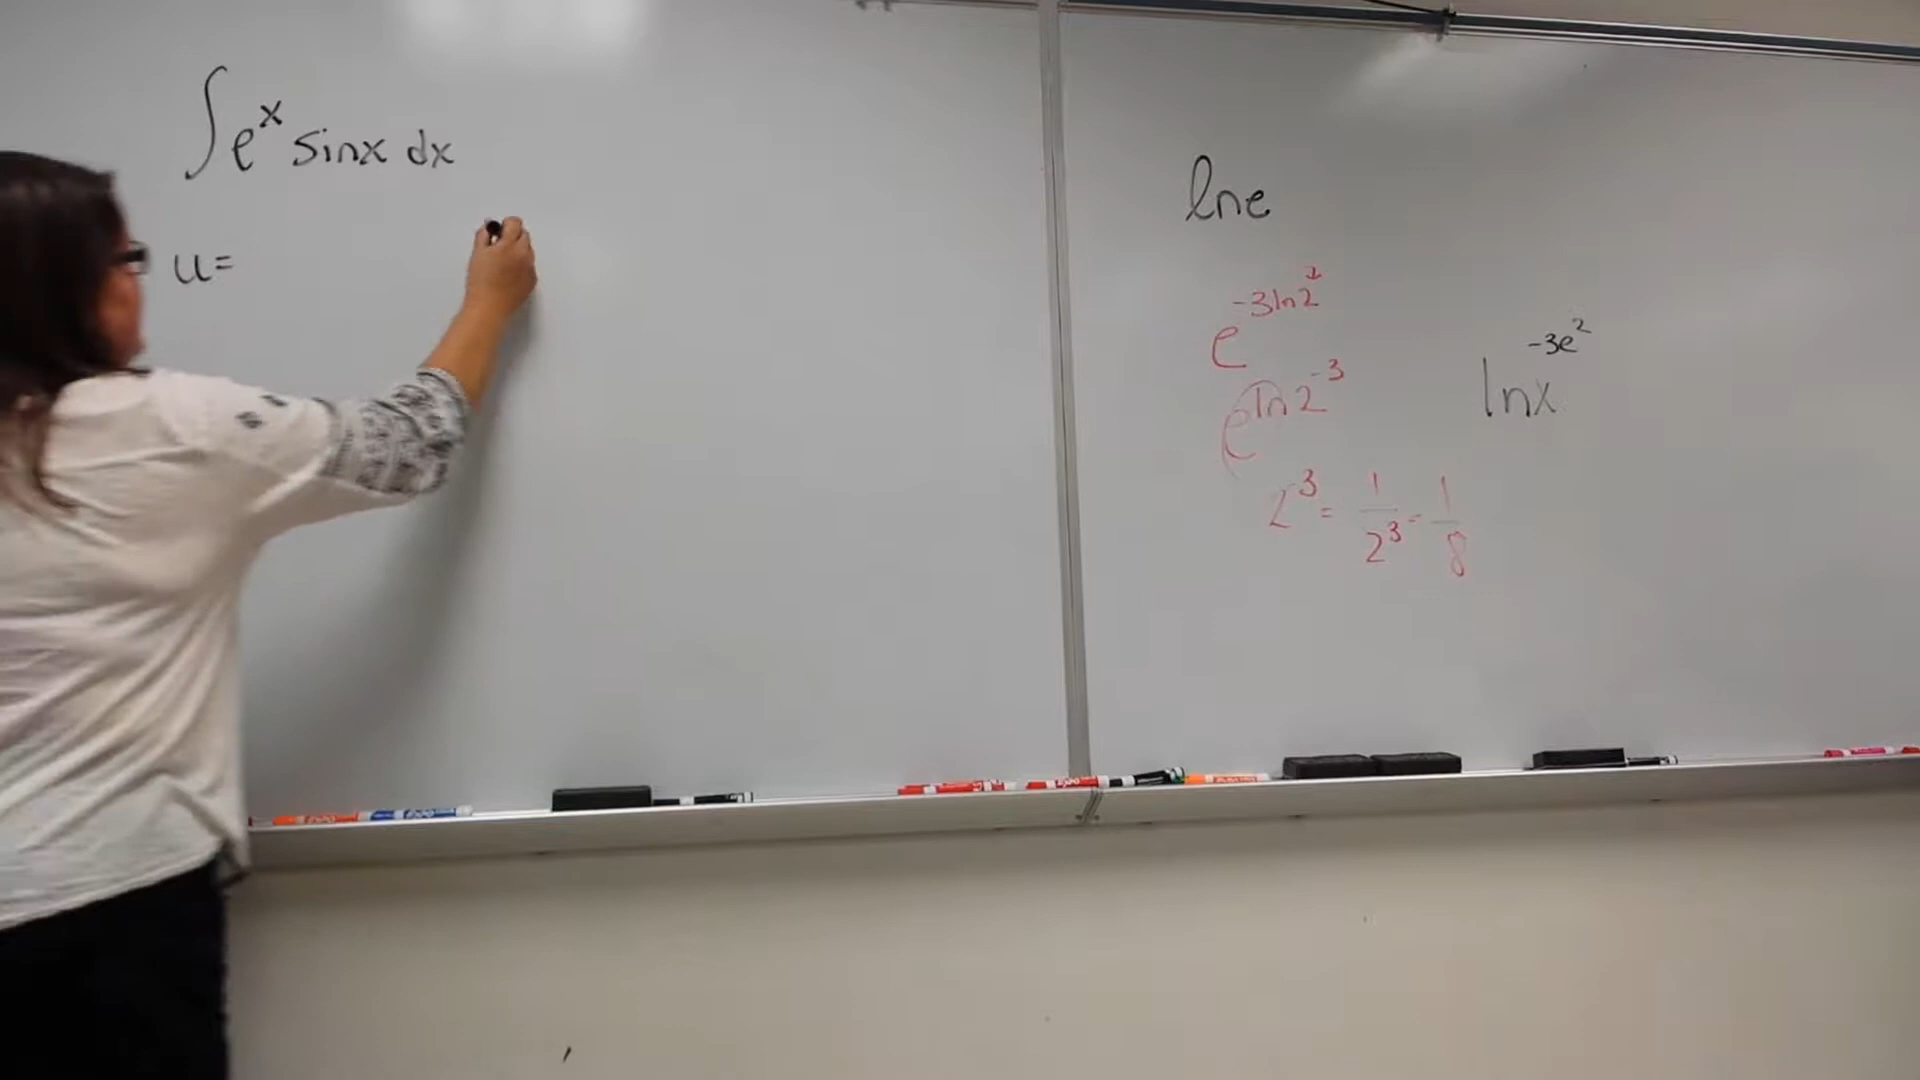 ∫ e^x sinx dx
u=
lne
e^-3ln2
e^ln2^-3
2^-3 = 1/2^3 = 1/8
lnx^-3e^2